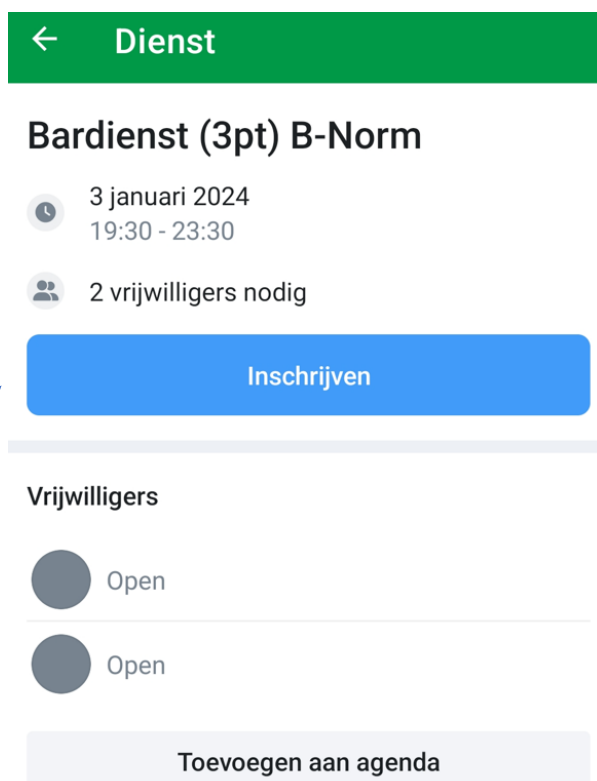 Dienst
Bardienst (3pt) B-Norm
3 januari 2024
19:30 - 23:30
2 vrijwilligers nodig
Inschrijven
Vrijwilligers
Open
Open
Toevoegen aan agenda